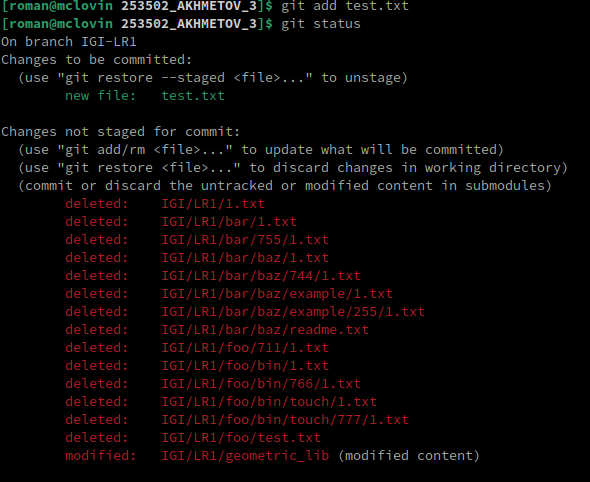 [roman@mclovin 253502_AKHMETOV_3]$ git add test.txt
[roman@mclovin 253502_AKHMETOV_3]$ git status
On branch IGI-LR1
Changes to be committed:
  (use "git restore --staged <file>..." to unstage)
        new file:   test.txt

Changes not staged for commit:
  (use "git add/rm <file>..." to update what will be committed)
  (use "git restore <file>..." to discard changes in working directory)
  (commit or discard the untracked or modified content in submodules)
        deleted:    IGI/LR1/1.txt
        deleted:    IGI/LR1/bar/1.txt
        deleted:    IGI/LR1/bar/755/1.txt
        deleted:    IGI/LR1/bar/baz/1.txt
        deleted:    IGI/LR1/bar/baz/744/1.txt
        deleted:    IGI/LR1/bar/baz/example/1.txt
        deleted:    IGI/LR1/bar/baz/example/255/1.txt
        deleted:    IGI/LR1/bar/baz/readme.txt
        deleted:    IGI/LR1/foo/711/1.txt
        deleted:    IGI/LR1/foo/bin/1.txt
        deleted:    IGI/LR1/foo/bin/766/1.txt
        deleted:    IGI/LR1/foo/bin/touch/1.txt
        deleted:    IGI/LR1/foo/bin/touch/777/1.txt
        deleted:    IGI/LR1/foo/test.txt
        modified:   IGI/LR1/geometric_lib (modified content)